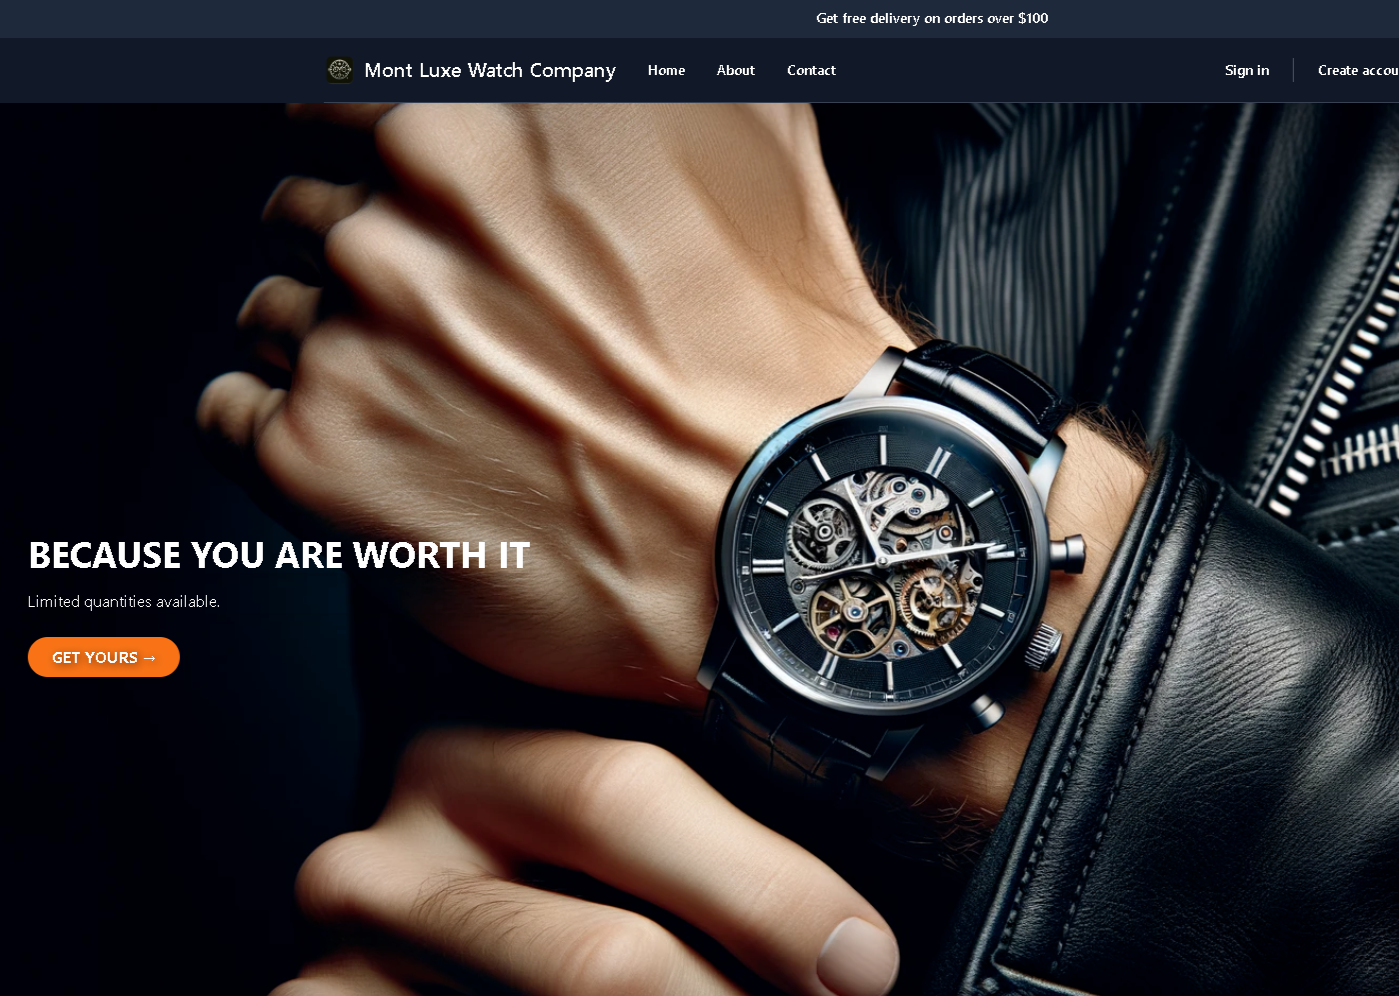 Get free delivery on orders over $100
Mont Luxe Watch Company Home About Contact Sign in Create accou
BECAUSE YOU ARE WORTH IT
Limited quantities available.
GET YOURS →